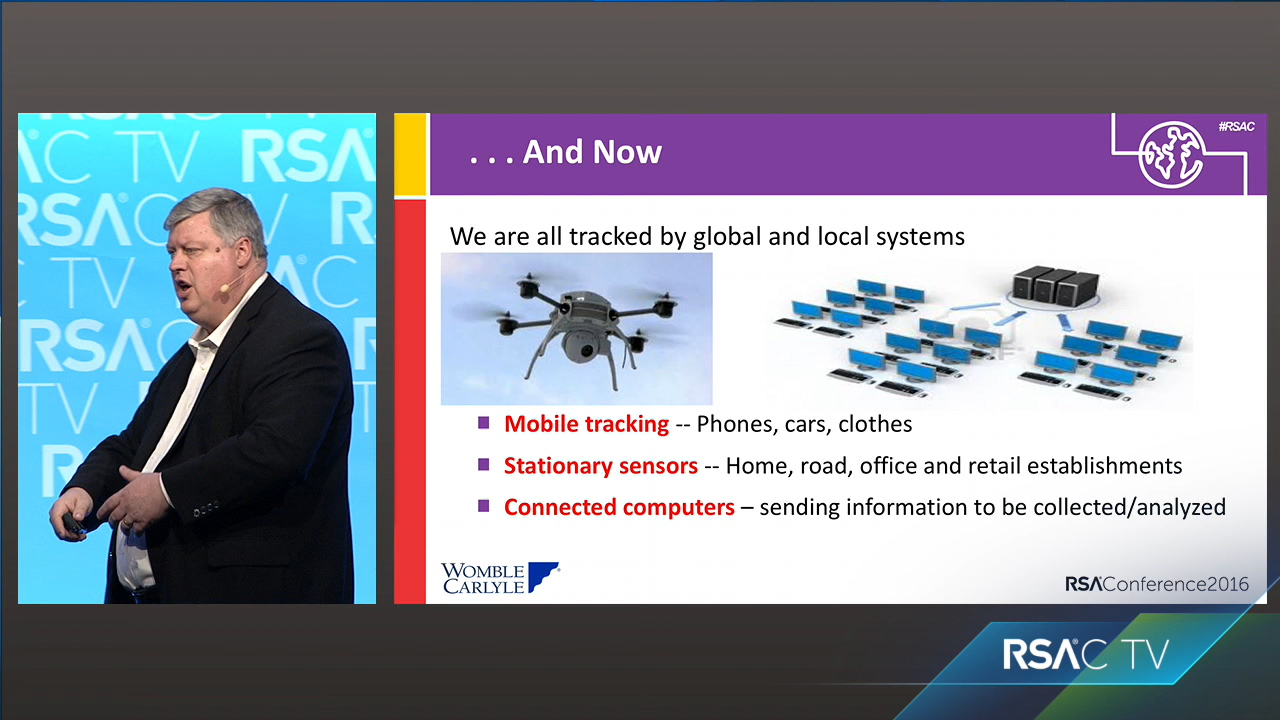 RSAC TV
RSA
RSAC
. . . And Now
#RSAC
We are all tracked by global and local systems
Mobile tracking -- Phones, cars, clothes
Stationary sensors -- Home, road, office and retail establishments
Connected computers – sending information to be collected/analyzed
WOMBLE
CARLYLE
RSAConference2016
RSA®C TV